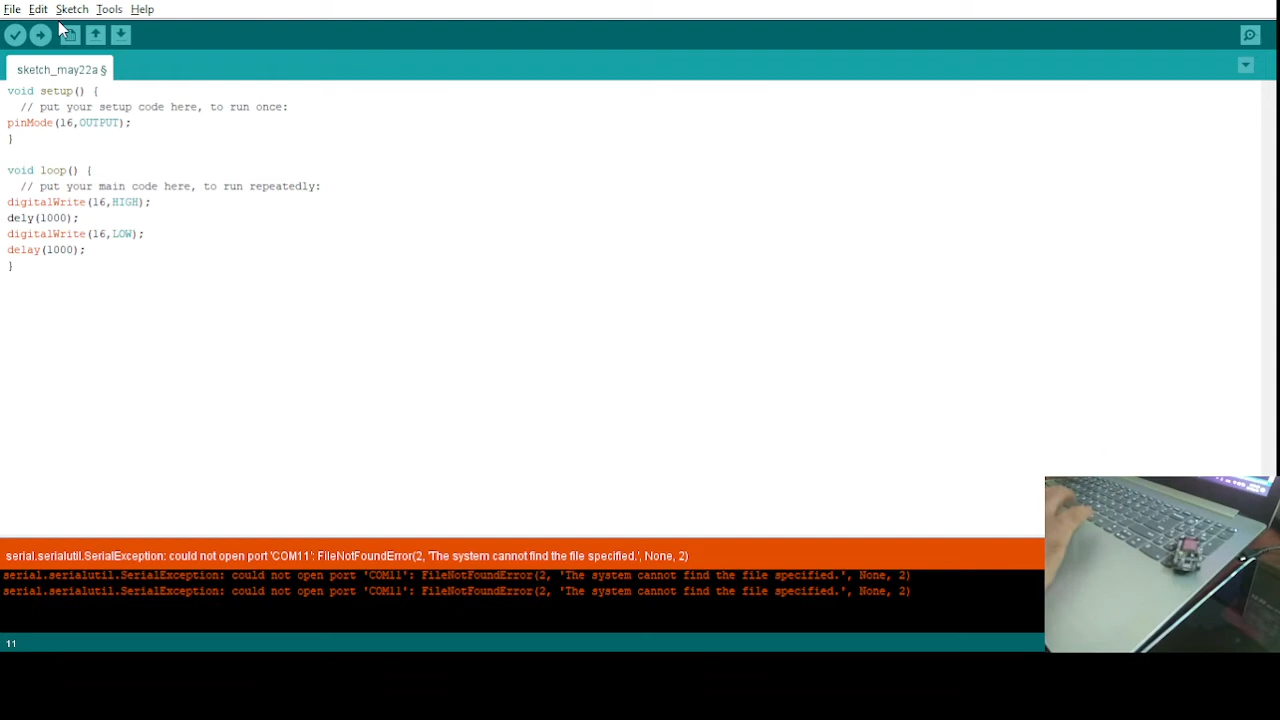 File Edit Sketch Tools Help
sketch_may22a §
void setup() {
// put your setup code here, to run once:
pinMode(16,OUTPUT);
}
void loop() {
// put your main code here, to run repeatedly:
digitalWrite(16,HIGH);
dely(1000);
digitalWrite(16,LOW);
delay(1000);
}
serial.serialutil.SerialException: could not open port 'COM11': FileNotFoundError(2, 'The system cannot find the file specified.', None, 2)
serial.serialutil.SerialException: could not open port 'COM11': FileNotFoundError(2, 'The system cannot find the file specified.', None, 2)
serial.serialutil.SerialException: could not open port 'COM11': FileNotFoundError(2, 'The system cannot find the file specified.', None, 2)
11